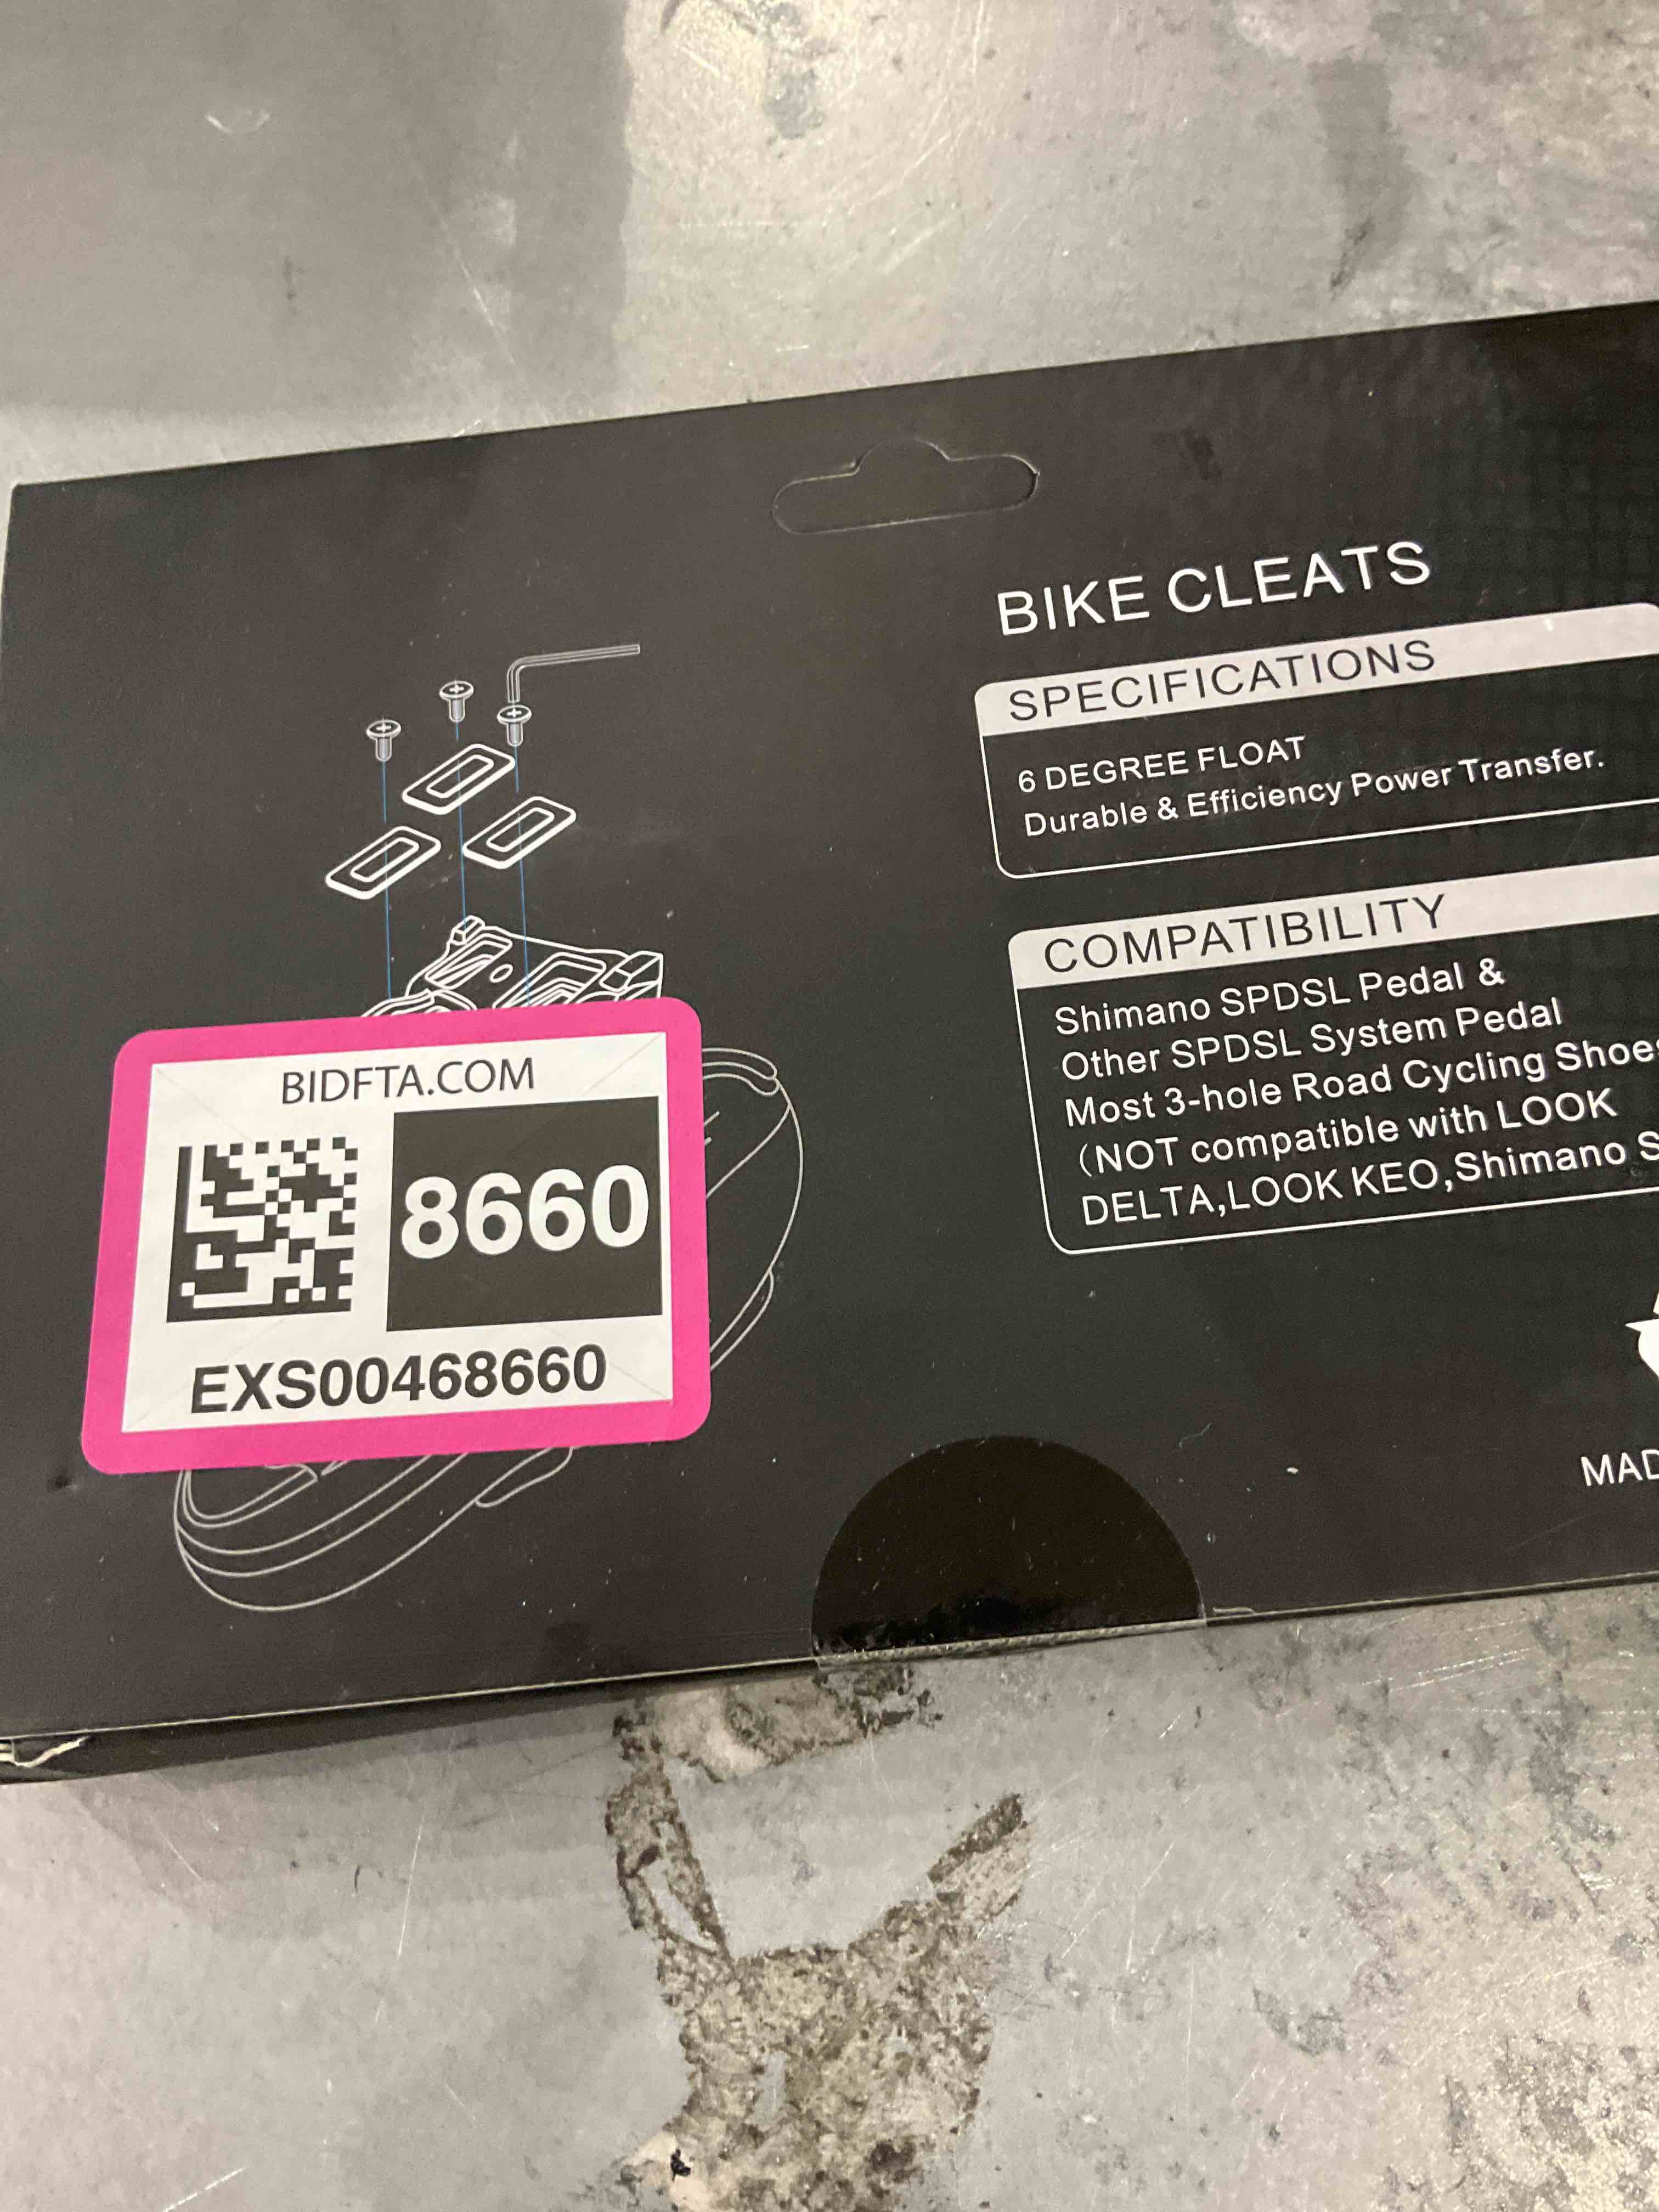 BIKE CLEATS
SPECIFICATIONS
6 DEGREE FLOAT
Durable & Efficiency Power Transfer.
COMPATIBILITY
Shimano SPDSL Pedal &
Other SPDSL System Pedal
Most 3-hole Road Cycling Shoes
(NOT compatible with LOOK
DELTA,LOOK KEO,Shimano
BIDFTA.COM
8660
EXS00468660